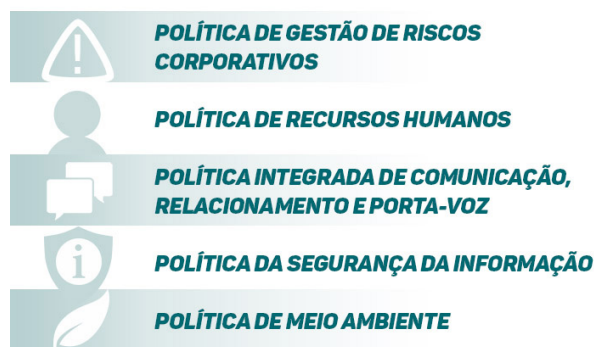 POLÍTICA DE GESTÃO DE RISCOS
CORPORATIVOS
POLÍTICA DE RECURSOS HUMANOS
POLÍTICA INTEGRADA DE COMUNICAÇÃO,
RELACIONAMENTO E PORTA-VOZ
i
POLÍTICA DA SEGURANÇA DA INFORMAÇÃO
POLÍTICA DE MEIO AMBIENTE